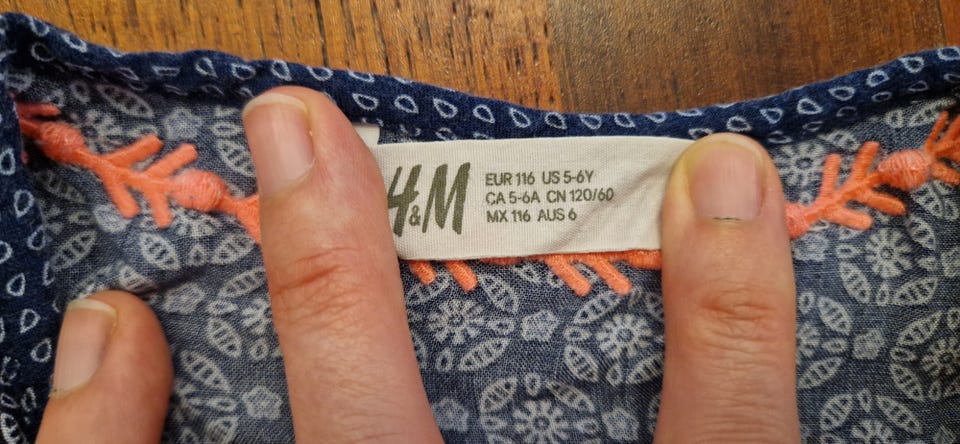 H&M
EUR 116 US 5-6Y
CA 5-6A CN 120/60
MX 116 AUS 6